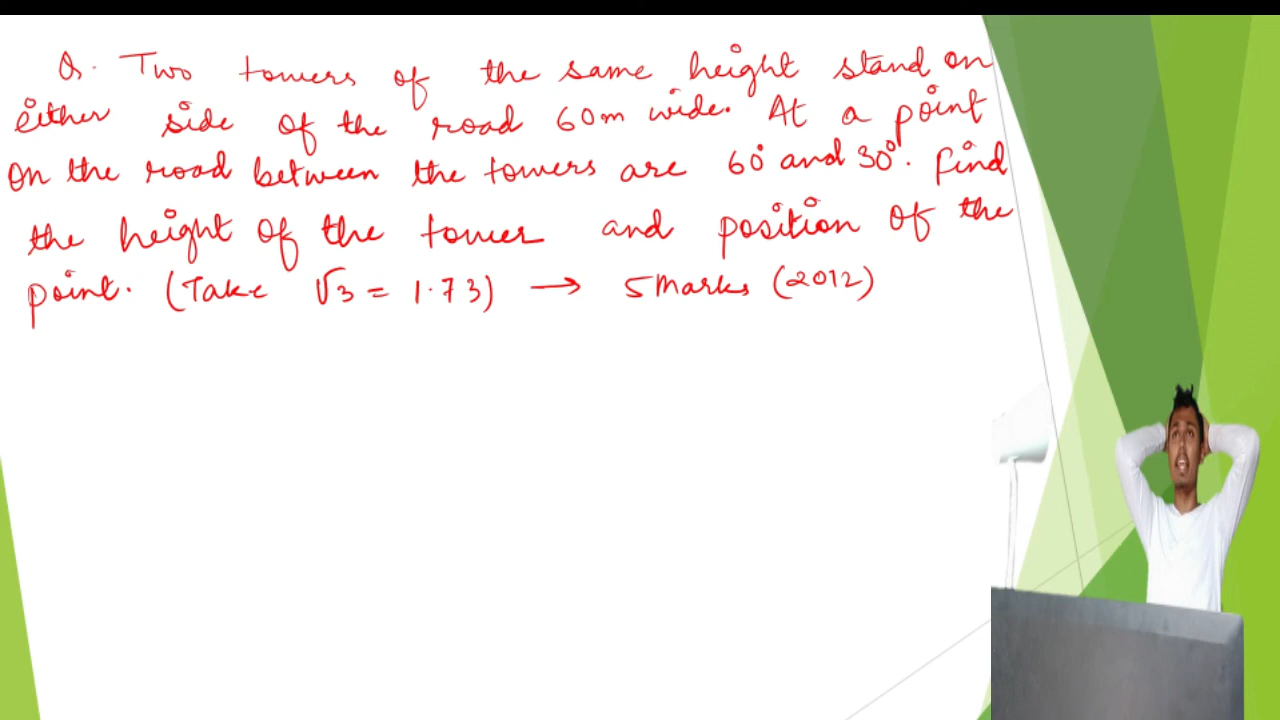 Q. Two towers of the same height stand on
either side of the road 60m wide. At a point
on the road between the towers are 60° and 30°. Find
the height of the tower and position of the
point. (Take √3 = 1.73) → 5 Marks (2012)